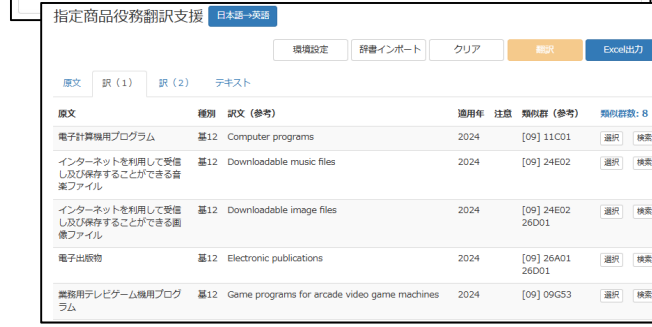 指定商品役務翻訳支援 日本語→英語
環境設定 辞書インポート クリア 翻訳 Excel出力
原文 訳（1） 訳（2） テキスト
原文 種別 訳文（参考） 適用年 注意 類似群（参考） 類似群数: 8
電子計算機用プログラム 基12 Computer programs 2024 [09] 11C01 選択 検索
インターネットを利用して受信 基12 Downloadable music files 2024 [09] 24E02 選択 検索
し及び保存することができる音
楽ファイル
インターネットを利用して受信 基12 Downloadable image files 2024 [09] 24E02 選択 検索
し及び保存することができる画 26D01
像ファイル
電子出版物 基12 Electronic publications 2024 [09] 26A01 選択 検索
26D01
業務用テレビゲーム機用プログ 基12 Game programs for arcade video game machines 2024 [09] 09G53 選択 検索
ラム